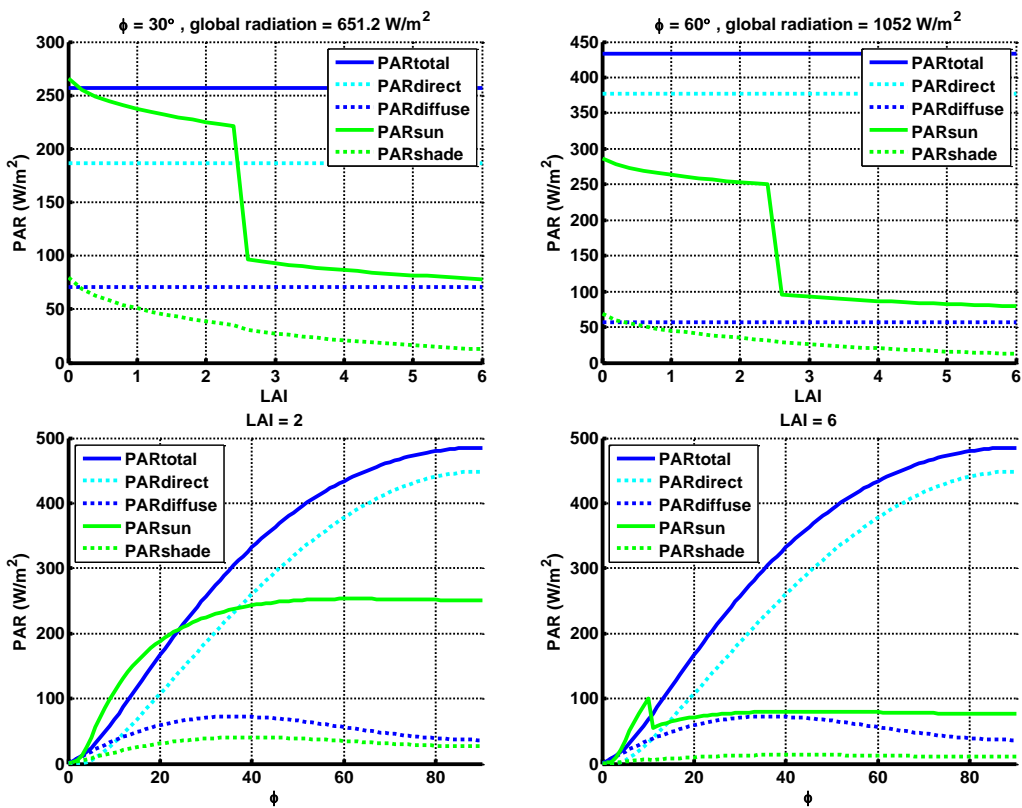 ϕ = 30° , global radiation = 651.2 W/m²
PAR (W/m²)
300
250
200
150
100
50
0
0 1 2 3 4 5 6
LAI
PARtotal
PARdirect
PARdiffuse
PARsun
PARshade
ϕ = 60° , global radiation = 1052 W/m²
PAR (W/m²)
450
400
350
300
250
200
150
100
50
0
0 1 2 3 4 5 6
LAI
PARtotal
PARdirect
PARdiffuse
PARsun
PARshade
LAI = 2
PAR (W/m²)
500
400
300
200
100
0
0 20 40 60 80
ϕ
PARtotal
PARdirect
PARdiffuse
PARsun
PARshade
LAI = 6
PAR (W/m²)
500
400
300
200
100
0
0 20 40 60 80
ϕ
PARtotal
PARdirect
PARdiffuse
PARsun
PARshade